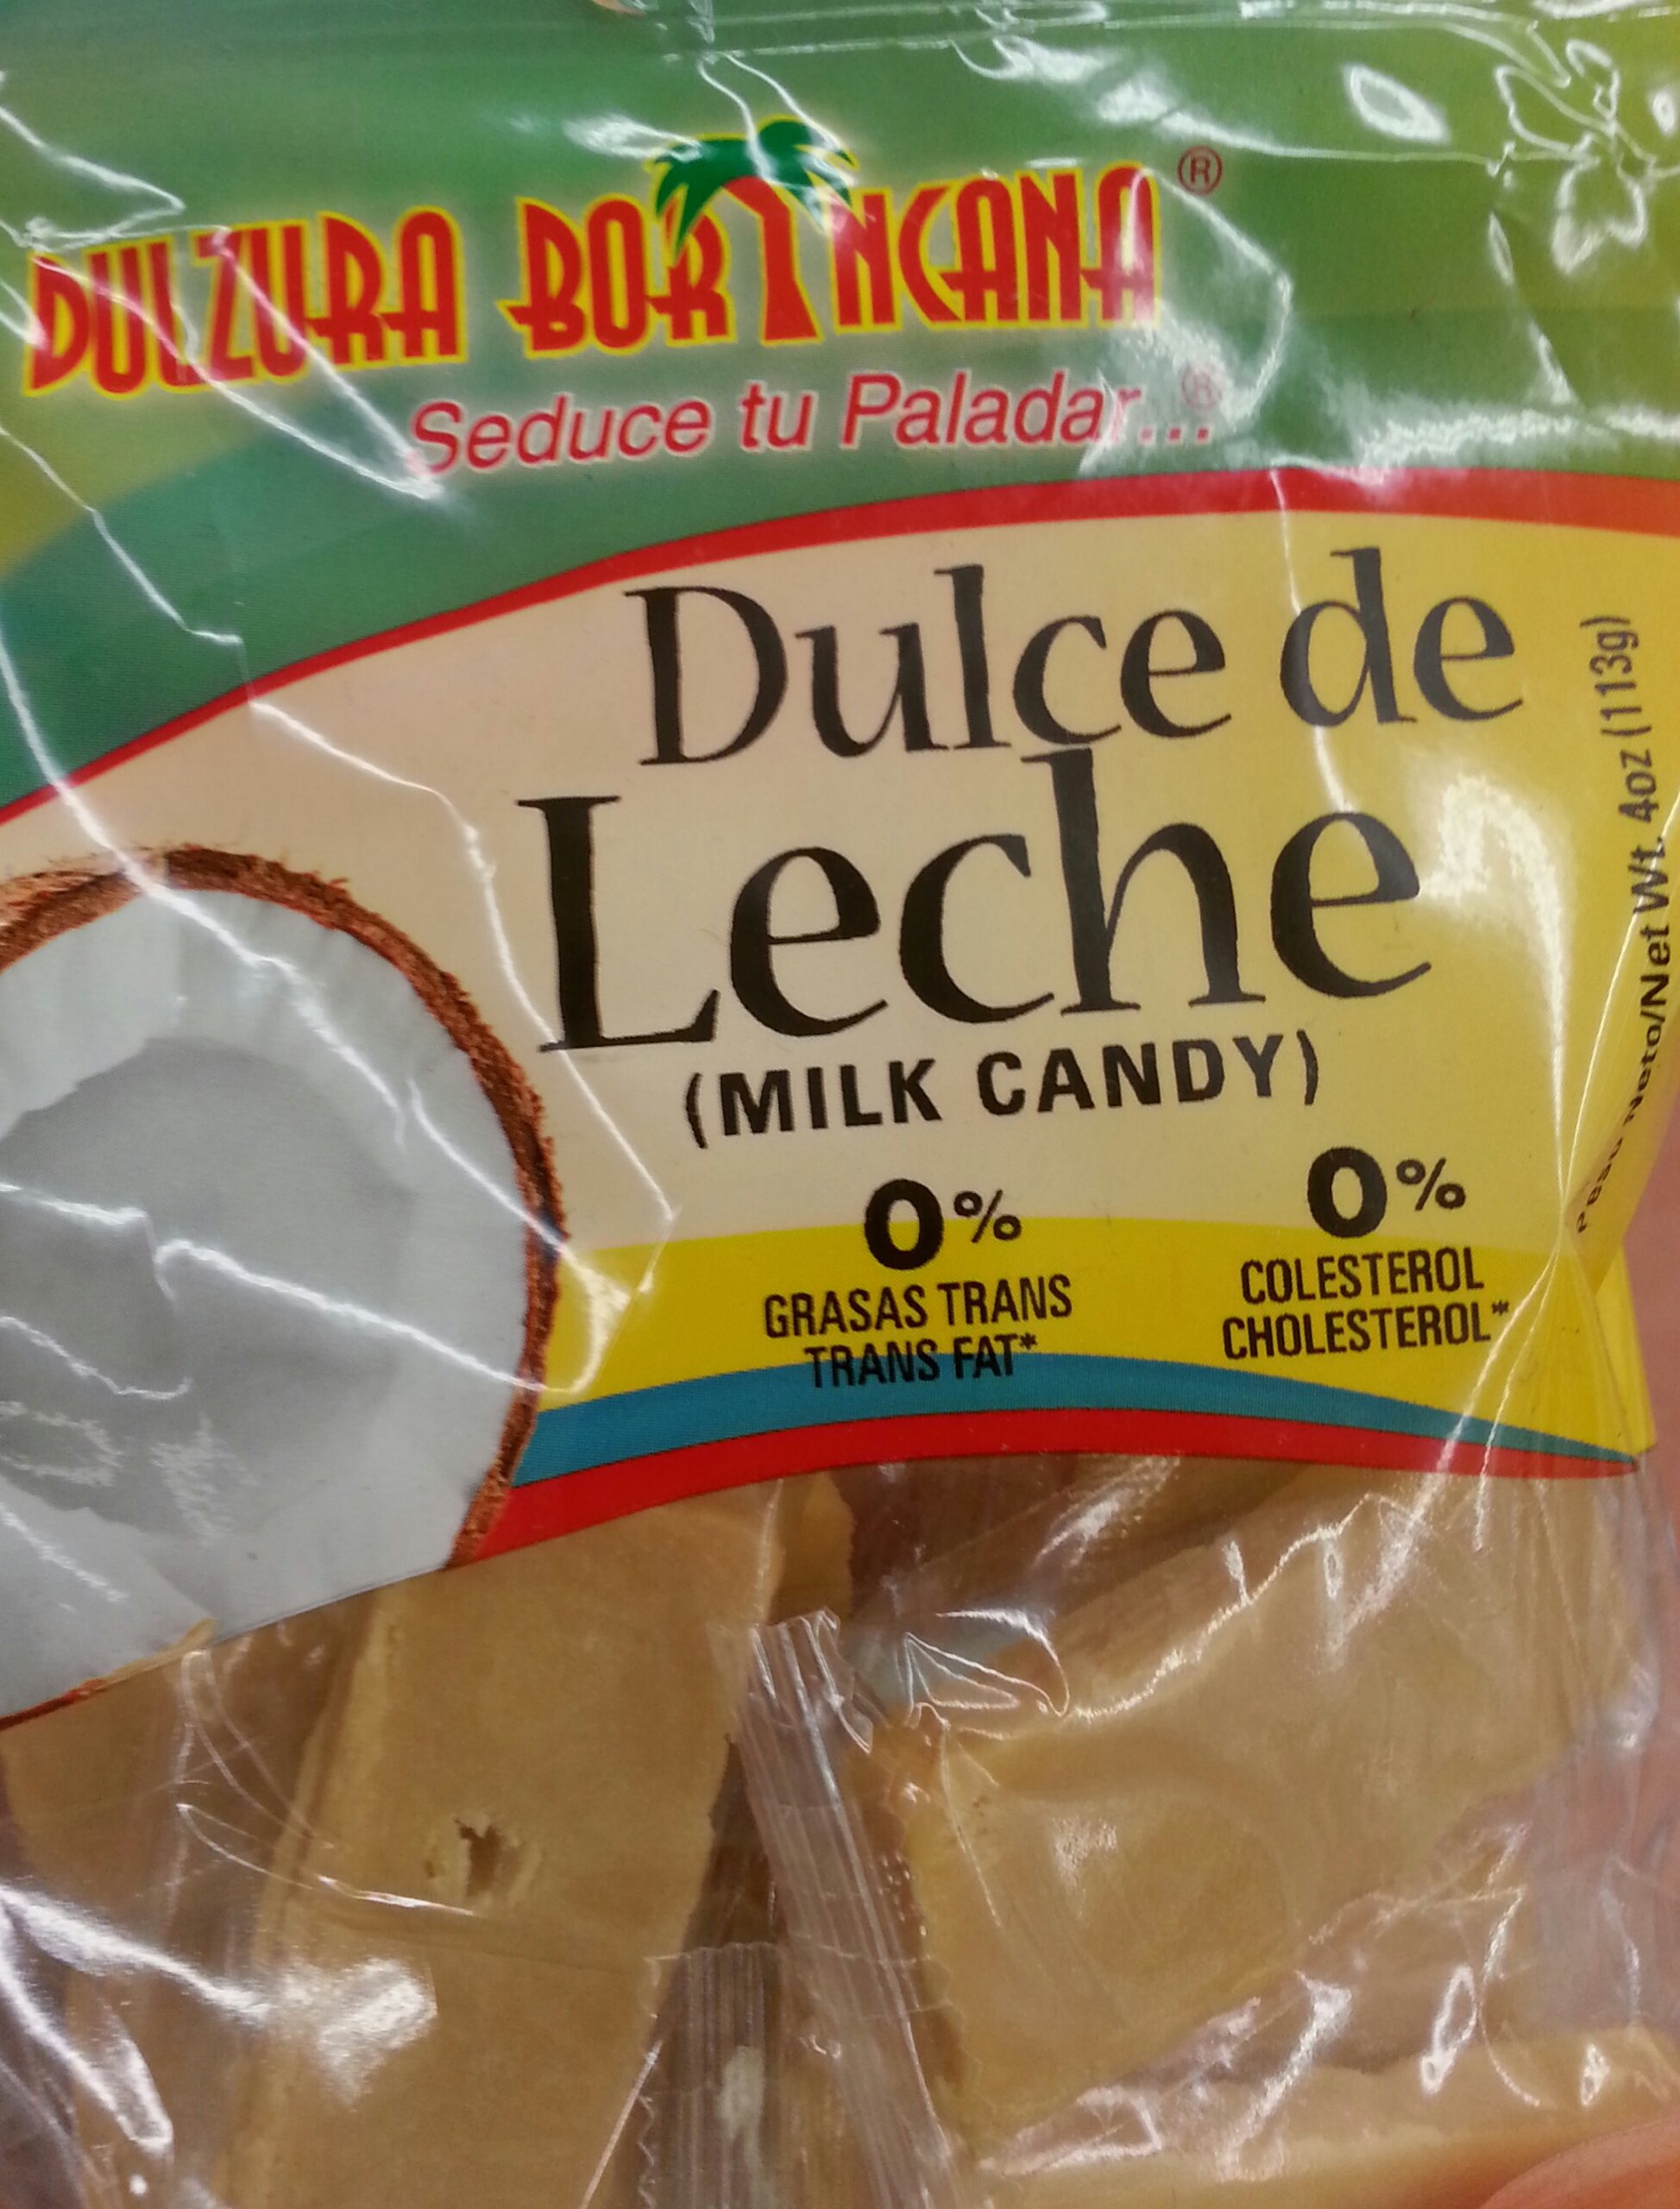 DULZURA BORINCANA ®
Seduce tu Paladar... ®
Dulce de
Leche
(MILK CANDY)
0%
GRASAS TRANS
TRANS FAT*
0%
COLESTEROL
CHOLESTEROL*
Peso Neto/Net Wt. 4oz (113g)